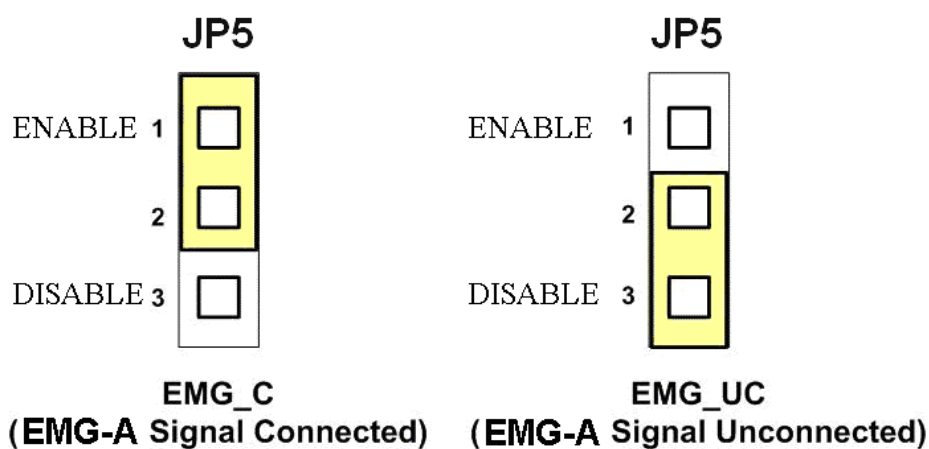 JP5
ENABLE 1
2
DISABLE 3
EMG_C
(EMG-A Signal Connected)
JP5
ENABLE 1
2
DISABLE 3
EMG_UC
(EMG-A Signal Unconnected)